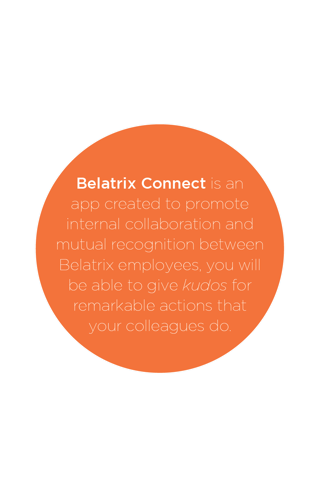 Belatrix Connect is an
app created to promote
internal collaboration and
mutual recognition between
Belatrix employees, you will
be able to give kudos for
remarkable actions that
your colleagues do.